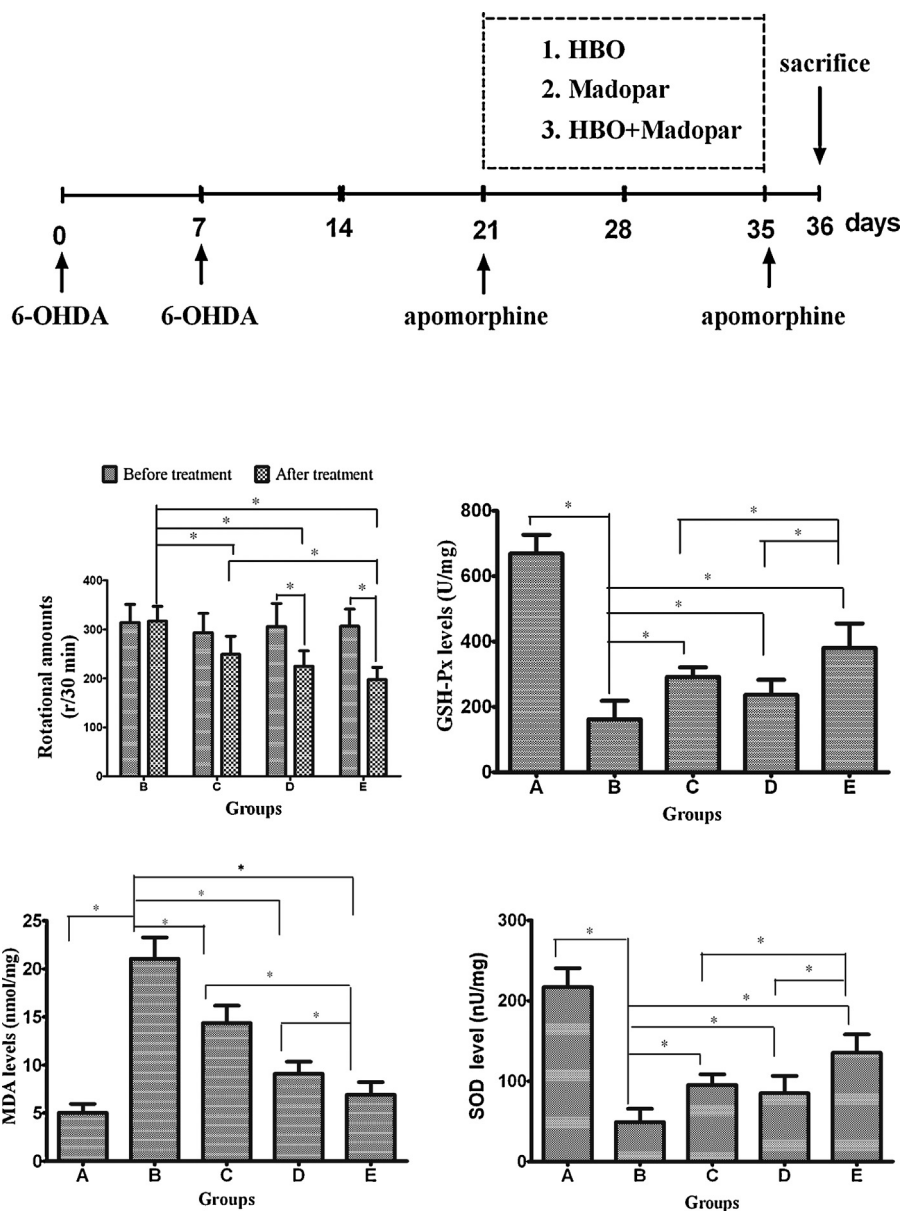 1. HBO
2. Madopar
3. HBO+Madopar
sacrifice
0 7 14 21 28 35 36 days
6-OHDA 6-OHDA apomorphine apomorphine
Before treatment After treatment
*
*
*
*
*
*
Rotational amounts
(r/30 min)
400
300
200
100
0
B C D E
Groups
*
*
*
*
*
*
GSH-Px levels (U/mg)
800
600
400
200
0
A B C D E
Groups
*
*
*
*
*
*
MDA levels (nmol/mg)
25
20
15
10
5
0
A B C D E
Groups
*
*
*
*
*
*
SOD level (nU/mg)
300
200
100
0
A B C D E
Groups